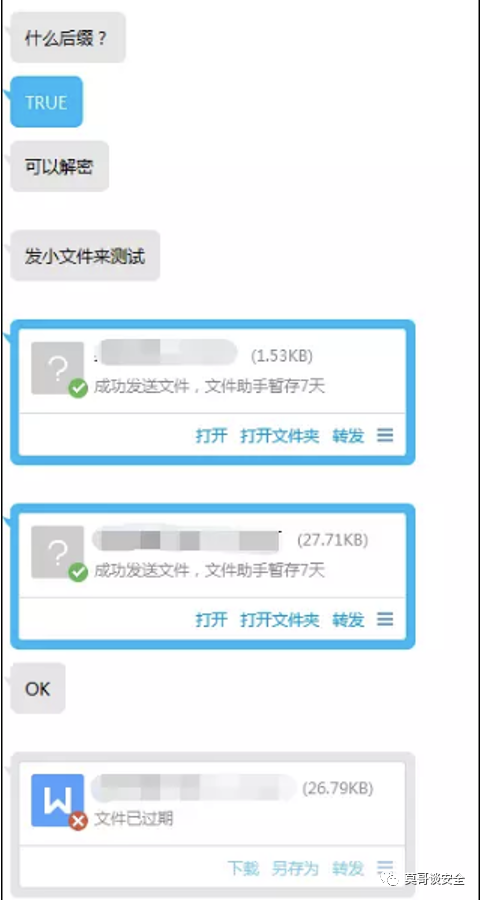 什么后缀？
TRUE
可以解密
发小文件来测试
(1.53KB)
成功发送文件，文件助手暂存7天
打开 打开文件夹 转发
(27.71KB)
成功发送文件，文件助手暂存7天
打开 打开文件夹 转发
OK
W (26.79KB)
文件已过期
下载 另存为 转发
莫哥谈安全